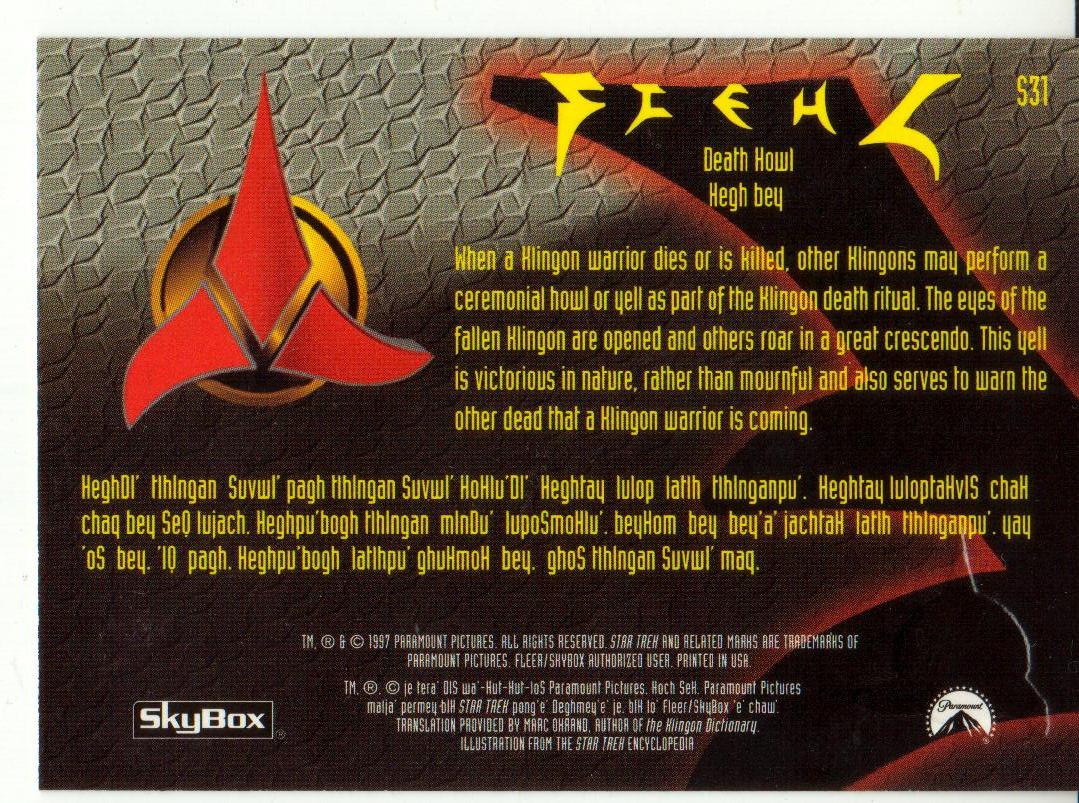 S31
Death Howl
Hegh bey
When a Klingon warrior dies or is killed, other Klingons may perform a
ceremonial howl or yell as part of the Klingon death ritual. The eyes of the
fallen Klingon are opened and others roar in a great crescendo. This yell
is victorious in nature, rather than mournful and also serves to warn the
other dead that a Klingon warrior is coming.
HeghDI' tlhIngan SuvwI' pagh tlhIngan SuvwI' HoHlu'DI' Heghtay lulop latlh tlhInganpu'. Heghtay luloptaHvIS chaH
chaq bey SeQ lujach. Heghpu'bogh tlhIngan mInDu' lupoSmoHlu'. beyHom bey bey'a' jachtaH latlh tlhInganpu'. yay
'oS bey. 'IQ pagh. Heghpu'bogh latlhpu' ghuHmoH bey. ghoS tlhIngan SuvwI' maq.
TM, ® & © 1997 PARAMOUNT PICTURES. ALL RIGHTS RESERVED. STAR TREK AND RELATED MARKS ARE TRADEMARKS OF
PARAMOUNT PICTURES. FLEER/SKYBOX AUTHORIZED USER. PRINTED IN USA.
TM, ®, © je tera' DIS wa'-Hut-Hut-loS Paramount Pictures. Hoch SeH. Paramount Pictures
malja' permey bIH STAR TREK pong'e' Deghmey'e' je. bIH lo' Fleer/SkyBox 'e' chaw'.
TRANSLATION PROVIDED BY MARC OKRAND, AUTHOR OF the Klingon Dictionary.
ILLUSTRATION FROM THE STAR TREK ENCYCLOPEDIA
SkyBox ®
Paramount ®